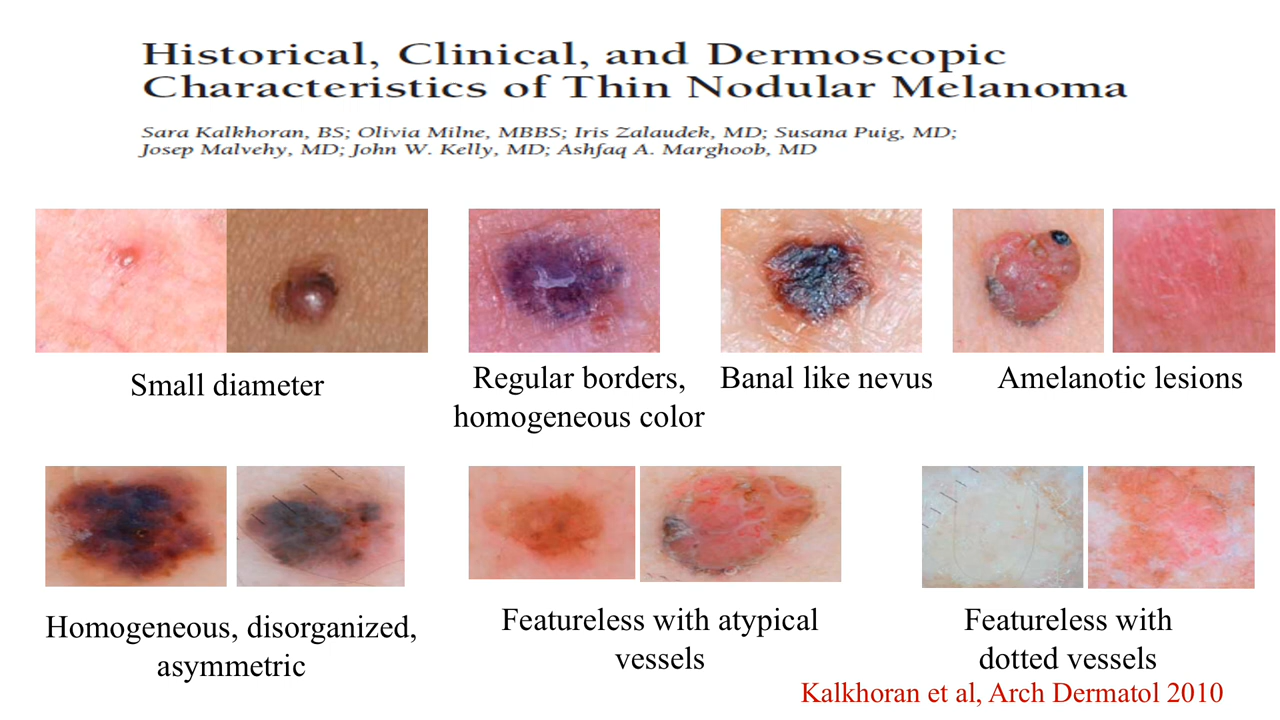 Historical, Clinical, and Dermoscopic
Characteristics of Thin Nodular Melanoma
Sara Kalkhoran, BS; Olivia Milne, MBBS; Iris Zalaudek, MD; Susana Puig, MD;
Josep Malvehy, MD; John W. Kelly, MD; Ashfaq A. Marghoob, MD
Small diameter
Regular borders,
homogeneous color
Banal like nevus
Amelanotic lesions
Homogeneous, disorganized,
asymmetric
Featureless with atypical
vessels
Featureless with
dotted vessels
Kalkhoran et al, Arch Dermatol 2010